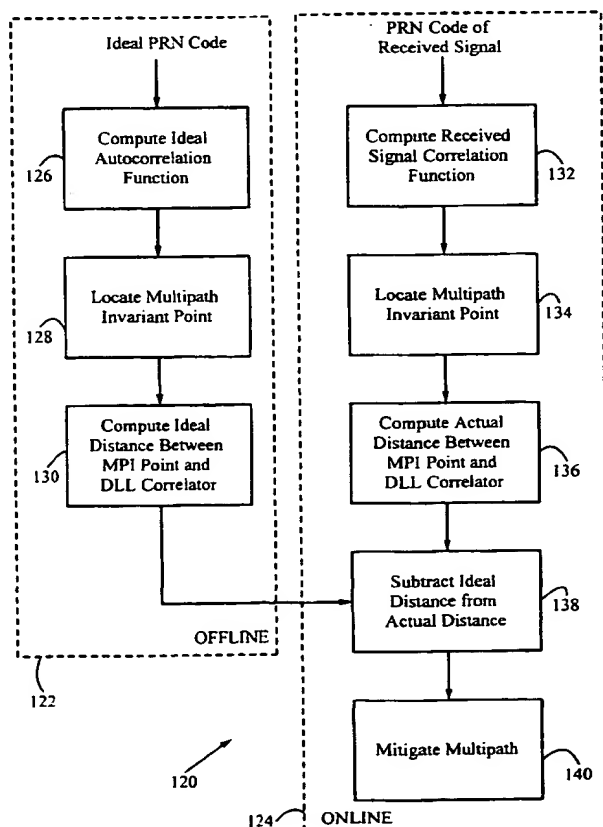 Ideal PRN Code
Compute Ideal
Autocorrelation
Function
126
Locate Multipath
Invariant Point
128
Compute Ideal
Distance Between
MPI Point and
DLL Correlator
130
OFFLINE
122
120
PRN Code of
Received Signal
Compute Received
Signal Correlation
Function
132
Locate Multipath
Invariant Point
134
Compute Actual
Distance Between
MPI Point and
DLL Correlator
136
Subtract Ideal
Distance from
Actual Distance
138
Mitigate Multipath
140
124
ONLINE